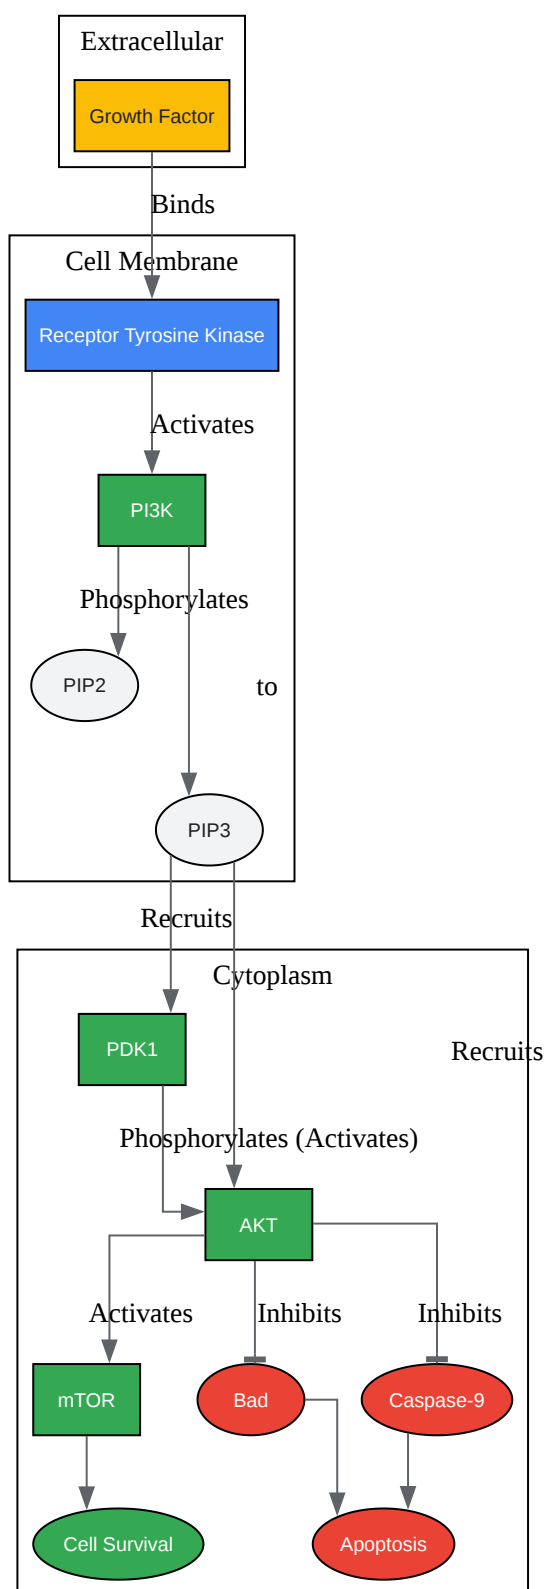 Extracellular
Growth Factor
Binds
Cell Membrane
Receptor Tyrosine Kinase
Activates
PI3K
Phosphorylates
PIP2
to
PIP3
Recruits
Cytoplasm
PDK1
Recruits
Phosphorylates (Activates)
AKT
Activates
Inhibits
Inhibits
mTOR
Bad
Caspase-9
Cell Survival
Apoptosis